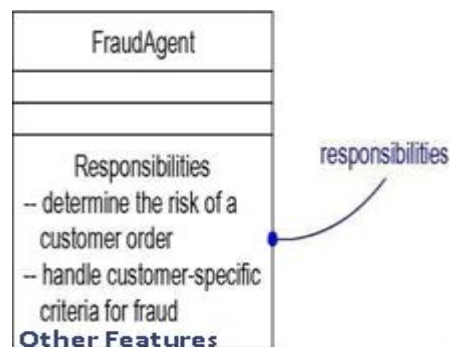 FraudAgent
Responsibilities
-- determine the risk of a
customer order
-- handle customer-specific
criteria for fraud
responsibilities
Other Features